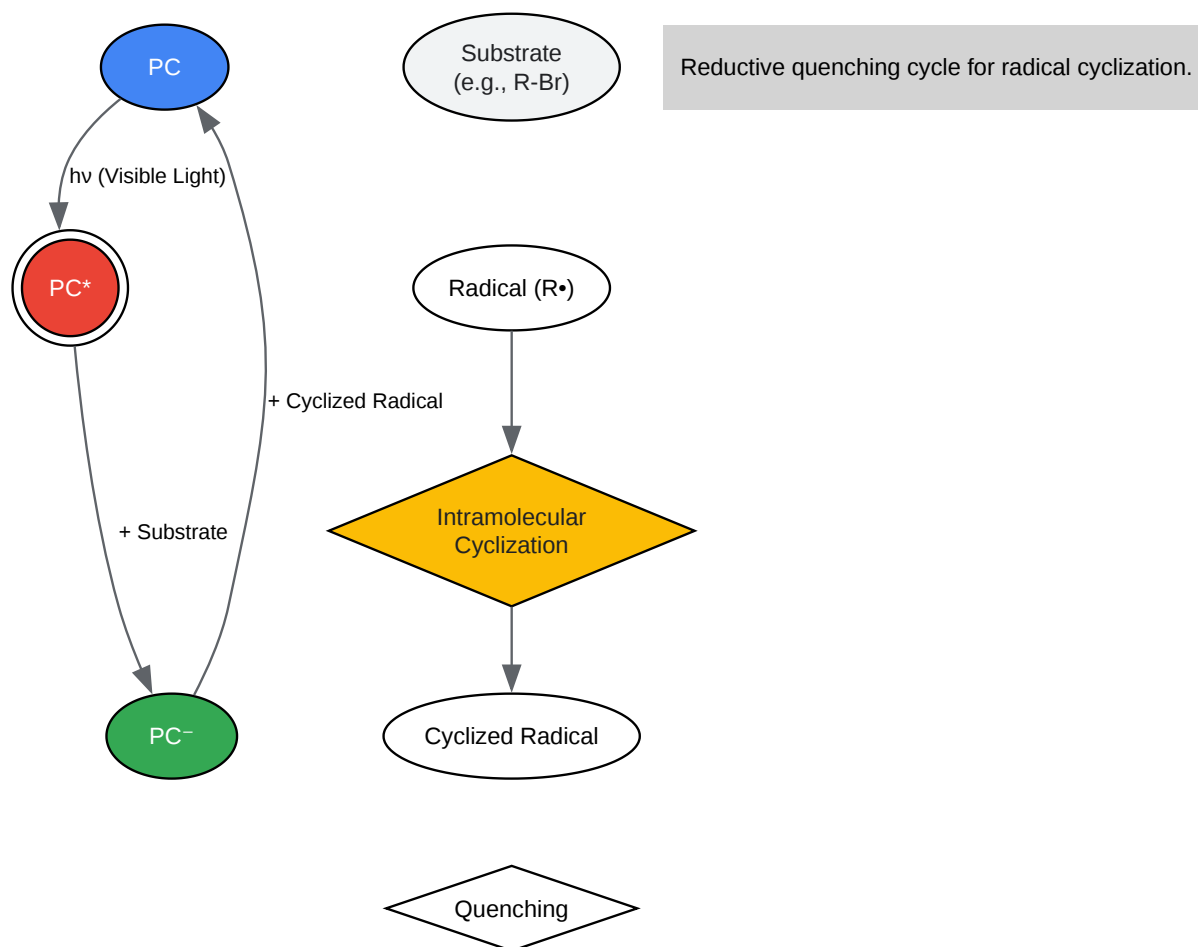 PC
Substrate
(e.g., R-Br)
Reductive quenching cycle for radical cyclization.
hν (Visible Light)
PC*
Radical (R•)
+ Cyclized Radical
+ Substrate
Intramolecular
Cyclization
PC⁻
Cyclized Radical
Quenching